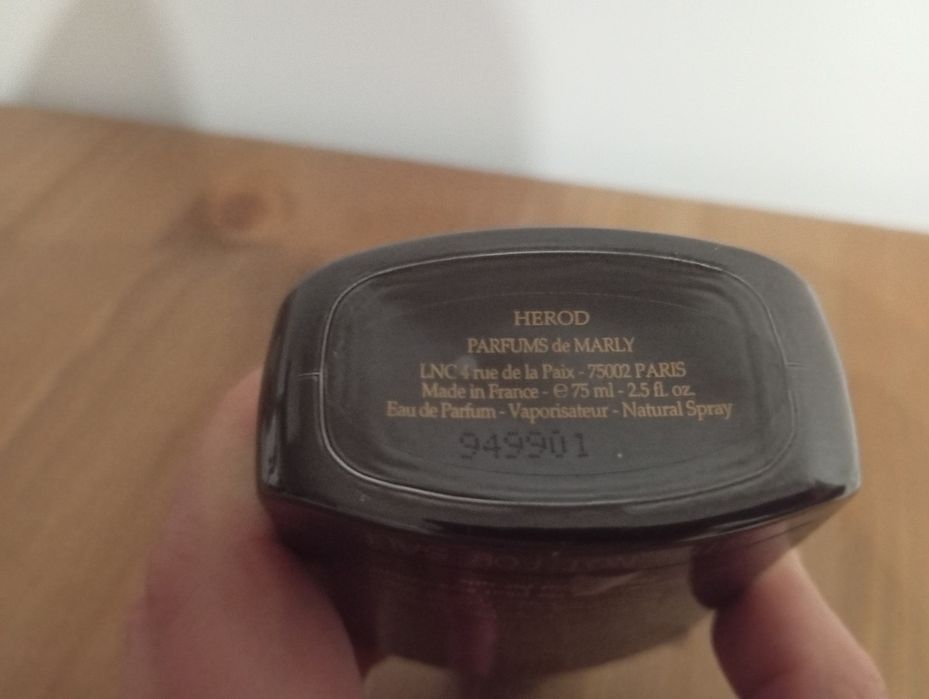 HEROD
PARFUMS de MARLY
LNC 4 rue de la Paix - 75002 PARIS
Made in France - ℮ 75 ml - 2.5 fl. oz.
Eau de Parfum - Vaporisateur - Natural Spray
949901